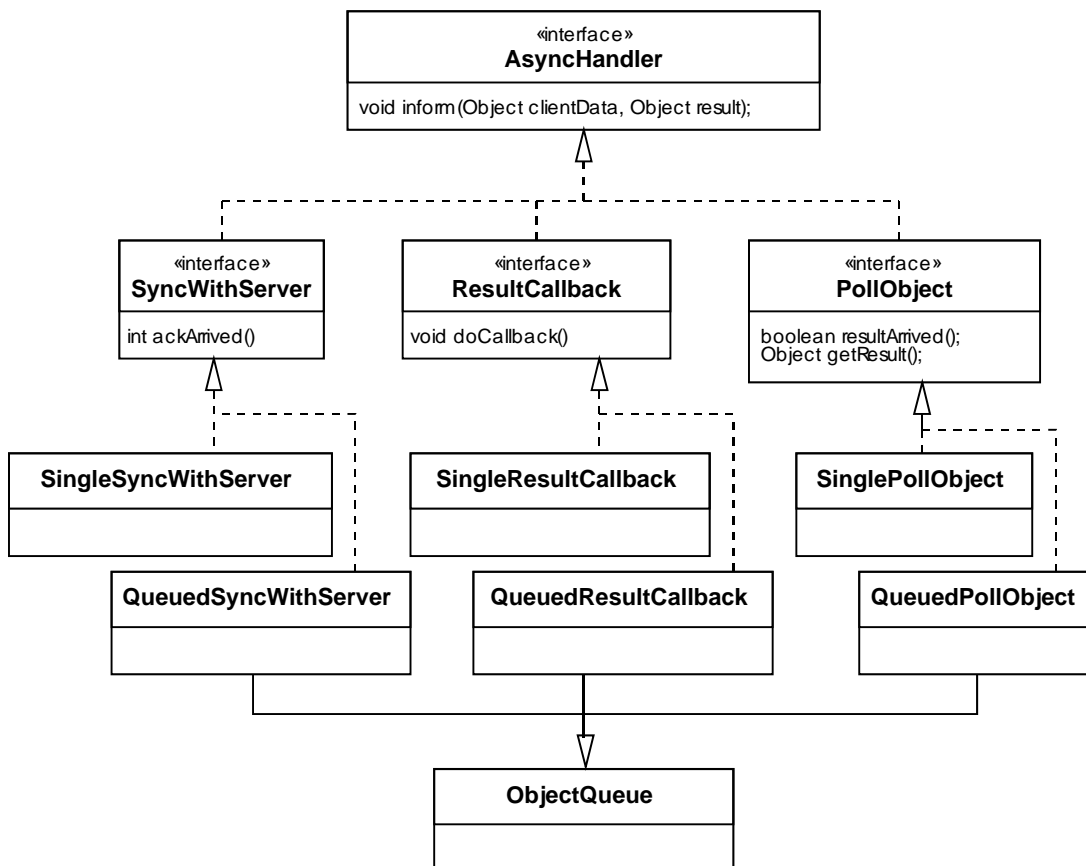 «interface»
AsyncHandler
void inform(Object clientData, Object result);
«interface»
SyncWithServer
int ackArrived()
«interface»
ResultCallback
void doCallback()
«interface»
PollObject
boolean resultArrived();
Object getResult();
SingleSyncWithServer
SingleResultCallback
SinglePollObject
QueuedSyncWithServer
QueuedResultCallback
QueuedPollObject
ObjectQueue